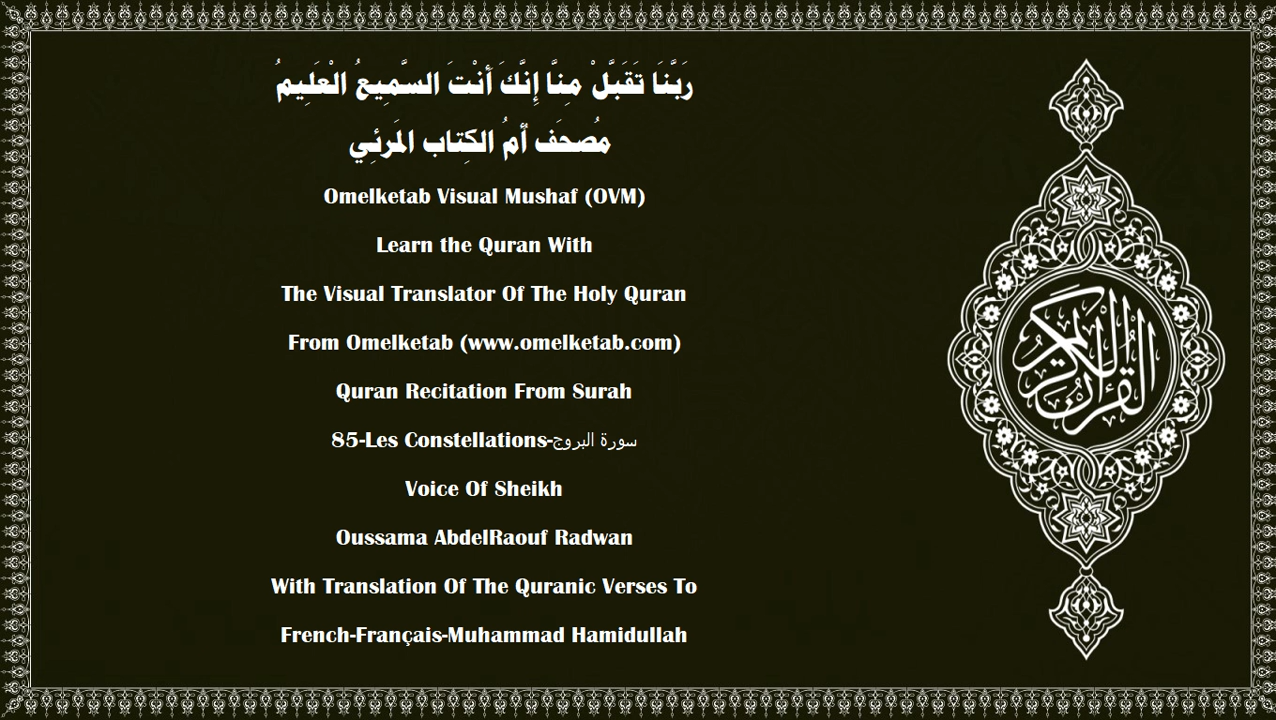 رَبَّنَا تَقَبَّلْ مِنَّا إِنَّكَ أَنْتَ السَّمِيعُ الْعَلِيمُ
مُصحَف أمُ الكِتاب المَرئِي
Omelketab Visual Mushaf (OVM)
Learn the Quran With
The Visual Translator Of The Holy Quran
From Omelketab (www.omelketab.com)
Quran Recitation From Surah
85-Les Constellations-سورة البروج
Voice Of Sheikh
Oussama AbdelRaouf Radwan
With Translation Of The Quranic Verses To
French-Français-Muhammad Hamidullah
القرآن الكريم